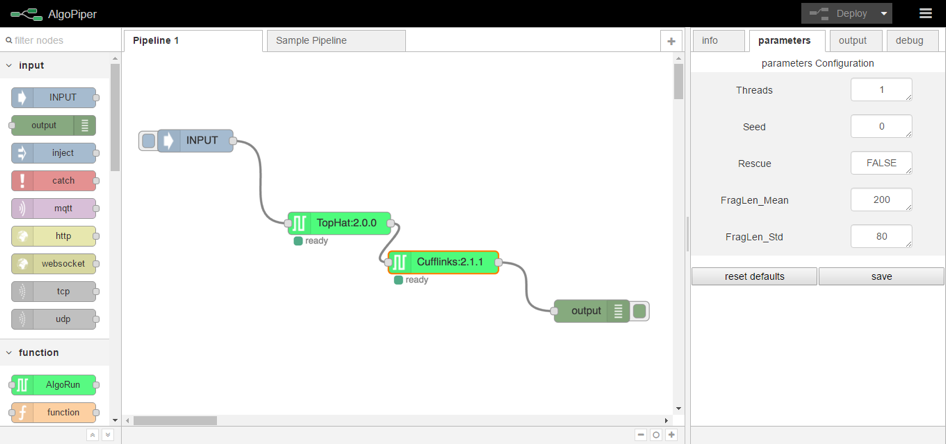 AlgoPiper
Deploy
filter nodes
input
INPUT
output
inject
catch
mqtt
http
websocket
tcp
udp
function
AlgoRun
function
Pipeline 1
Sample Pipeline
INPUT
TopHat:2.0.0
ready
Cufflinks:2.1.1
ready
output
info
parameters
output
debug
parameters Configuration
Threads 1
Seed 0
Rescue FALSE
FragLen_Mean 200
FragLen_Std 80
reset defaults
save